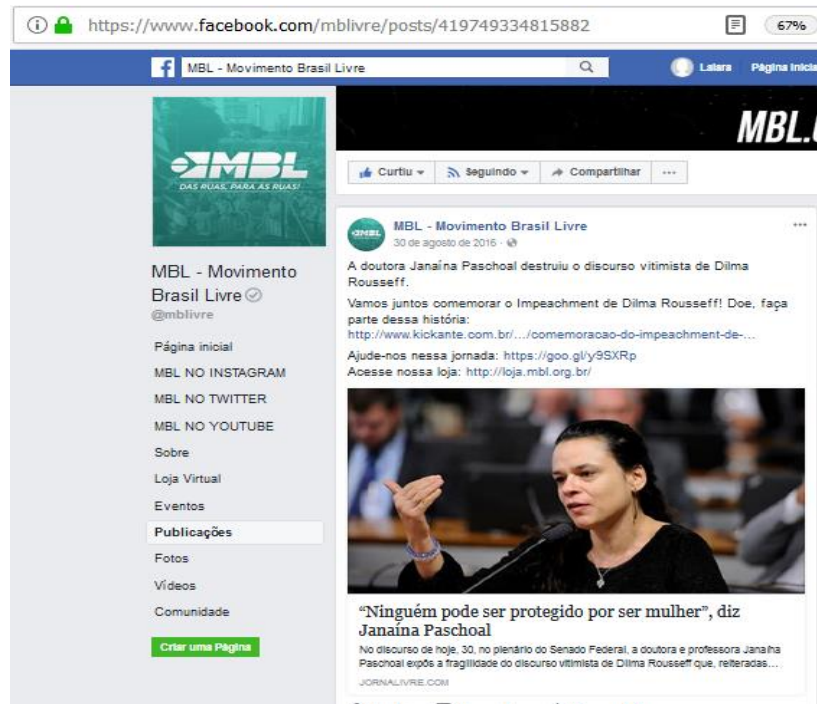 https://www.facebook.com/mblivre/posts/419749334815882
67%
MBL - Movimento Brasil Livre
Laiara
Página Inicia
MBL
DAS RUAS, PARA AS RUAS!
MBL - Movimento
Brasil Livre
@mblivre
Página inicial
MBL NO INSTAGRAM
MBL NO TWITTER
MBL NO YOUTUBE
Sobre
Loja Virtual
Eventos
Publicações
Fotos
Vídeos
Comunidade
Criar uma Página
MBL.
Curtiu
Seguindo
Compartilhar
MBL - Movimento Brasil Livre
30 de agosto de 2016
A doutora Janaína Paschoal destruiu o discurso vitimista de Dilma
Rousseff.
Vamos juntos comemorar o Impeachment de Dilma Rousseff! Doe, faça
parte dessa história:
http://www.kickante.com.br/.../comemoracao-do-impeachment-de-...
Ajude-nos nessa jornada: https://goo.gl/y9SXRp
Acesse nossa loja: http://loja.mbl.org.br/
“Ninguém pode ser protegido por ser mulher”, diz
Janaína Paschoal
No discurso de hoje, 30, no plenário do Senado Federal, a doutora e professora Janaína
Paschoal expôs a fragilidade do discurso vitimista de Dilma Rousseff que, reiteradas...
JORNALIVRE.COM